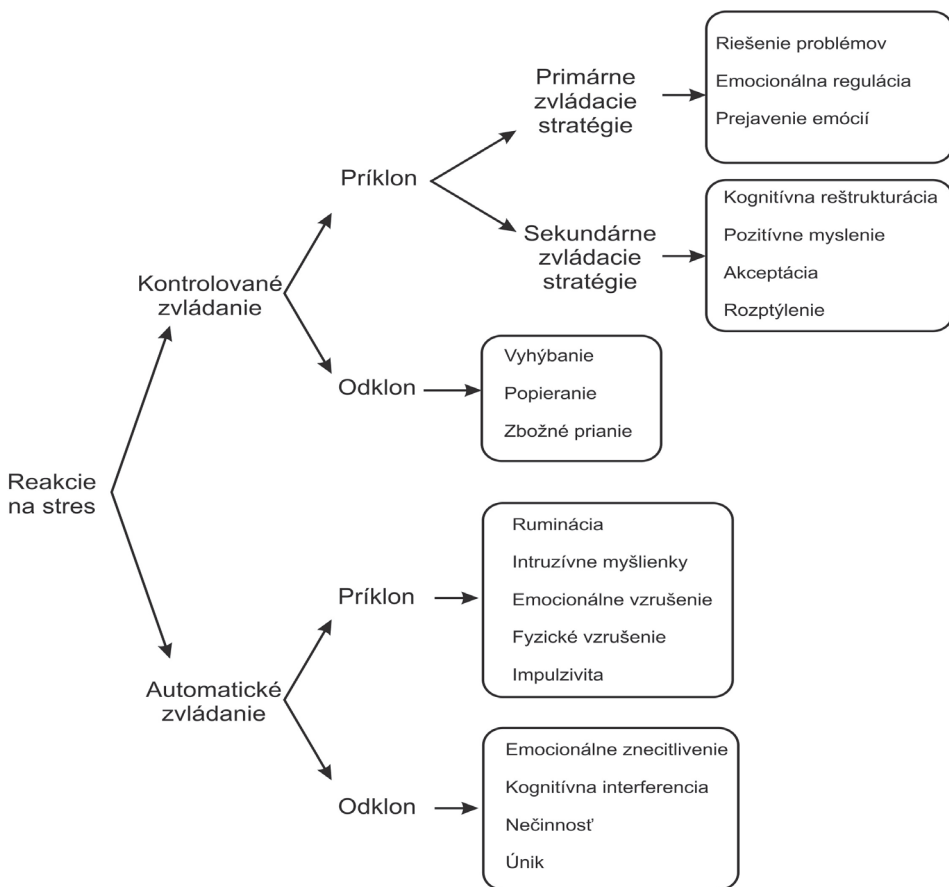 Riešenie problémov
Emocionálna regulácia
Prejavenie emócií
Primárne
zvládacie
stratégie
Príklon
Kognitívna reštrukturácia
Pozitívne myslenie
Akceptácia
Rozptýlenie
Sekundárne
zvládacie
stratégie
Kontrolované
zvládanie
Vyhýbanie
Popieranie
Zbožné prianie
Odklon
Reakcie
na stres
Ruminácia
Intruzívne myšlienky
Emocionálne vzrušenie
Fyzické vzrušenie
Impulzivita
Príklon
Automatické
zvládanie
Emocionálne znecitlivenie
Kognitívna interferencia
Nečinnosť
Únik
Odklon